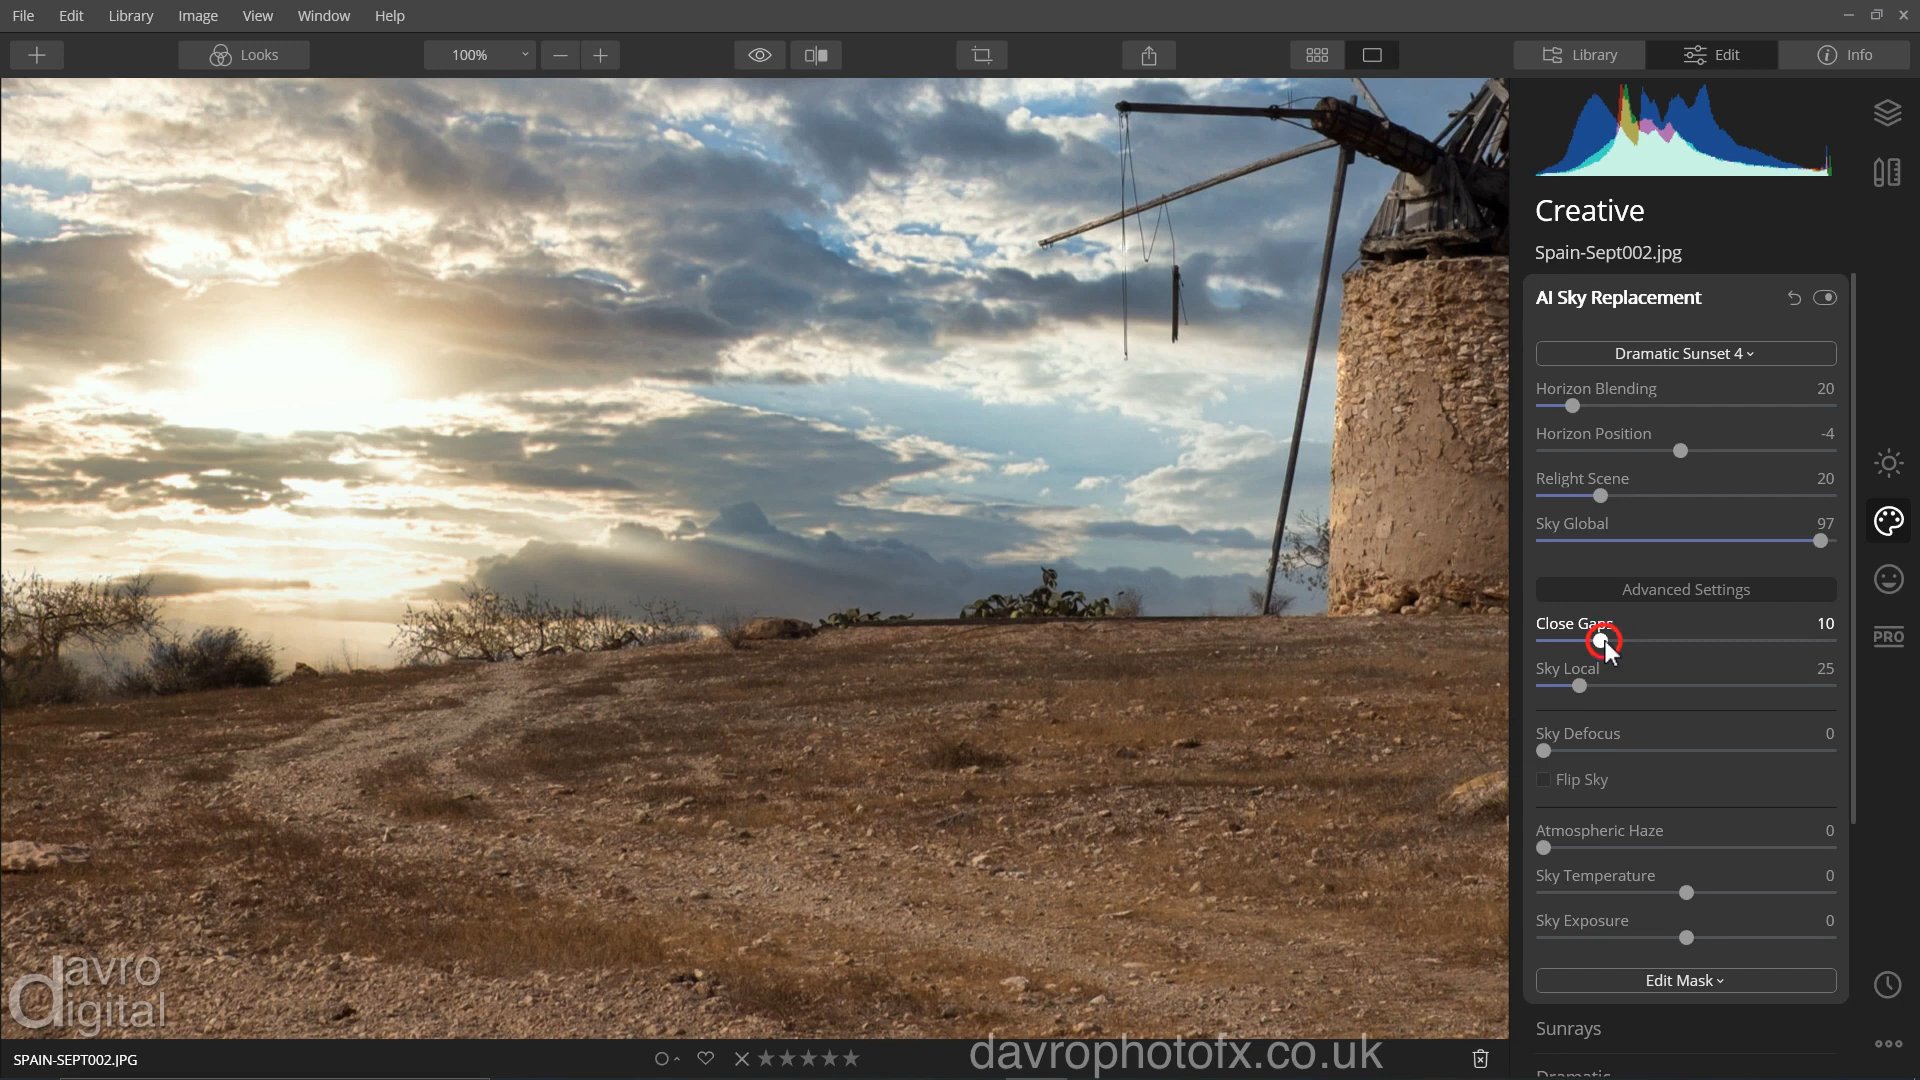 File Edit Library Image View Window Help
Looks 100% Library Edit Info
Creative
Spain-Sept002.jpg
AI Sky Replacement
Dramatic Sunset 4
Horizon Blending 20
Horizon Position -4
Relight Scene 20
Sky Global 97
Advanced Settings
Close Gaps 10
Sky Local 25
PRO
Sky Defocus 0
Flip Sky
Atmospheric Haze 0
Sky Temperature 0
Sky Exposure 0
Edit Mask
Sunrays
Dramatic
davro
digital
SPAIN-SEPT002.JPG
davrophotofx.co.uk